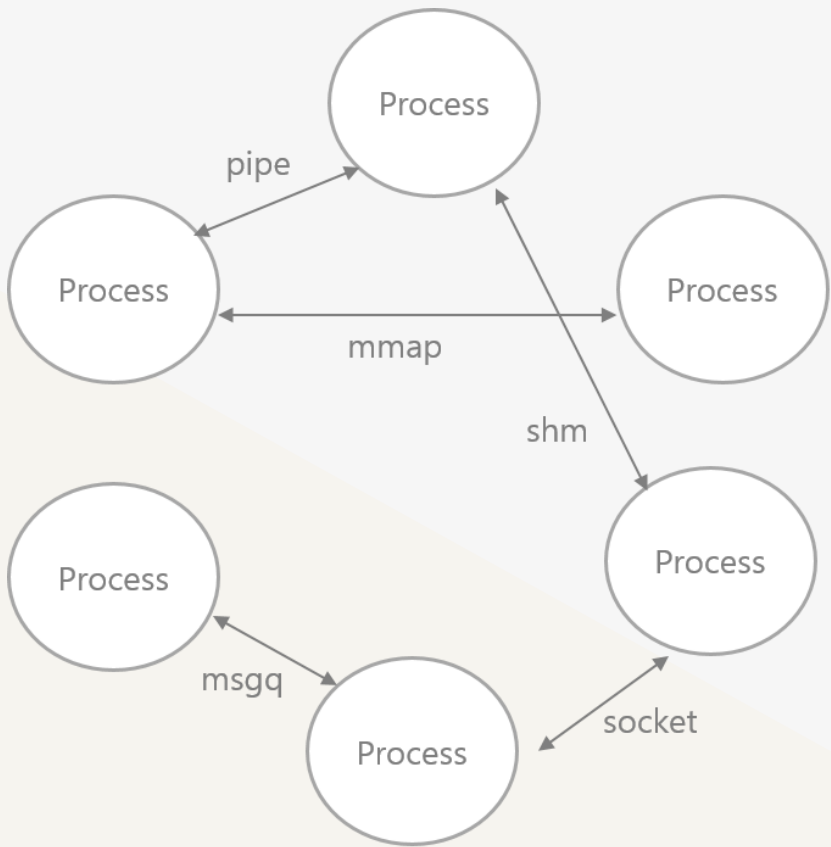 Process
pipe
Process
Process
mmap
shm
Process
Process
msgq
socket
Process